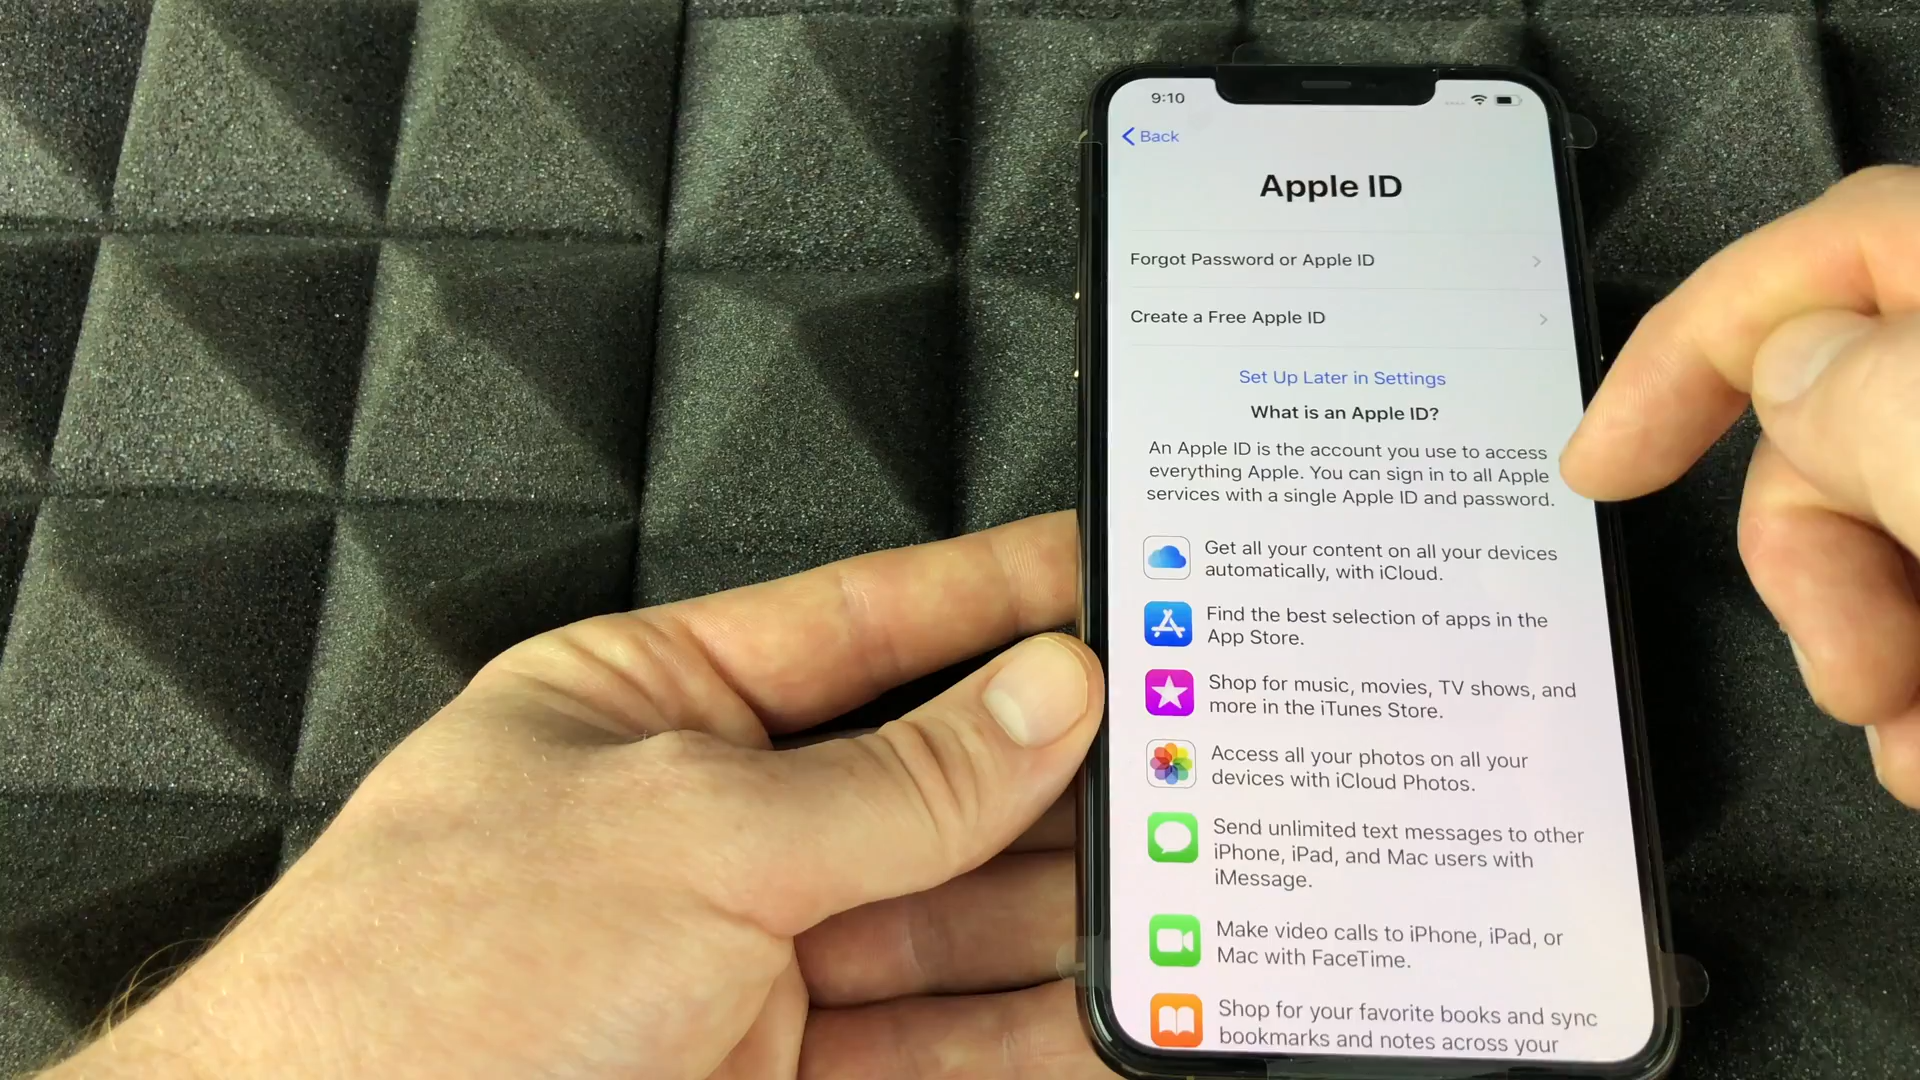 9:10
Back
Apple ID
Forgot Password or Apple ID
Create a Free Apple ID
Set Up Later in Settings
What is an Apple ID?
An Apple ID is the account you use to access
everything Apple. You can sign in to all Apple
services with a single Apple ID and password.
Get all your content on all your devices
automatically, with iCloud.
Find the best selection of apps in the
App Store.
Shop for music, movies, TV shows, and
more in the iTunes Store.
Access all your photos on all your
devices with iCloud Photos.
Send unlimited text messages to other
iPhone, iPad, and Mac users with
iMessage.
Make video calls to iPhone, iPad, or
Mac with FaceTime.
Shop for your favorite books and sync
bookmarks and notes across your